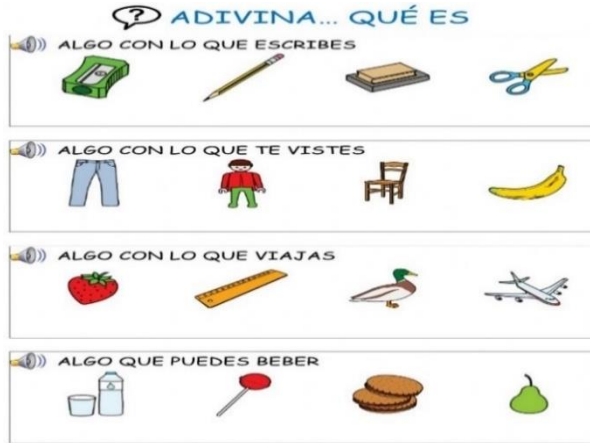 ? ADIVINA... QUÉ ES
ALGO CON LO QUE ESCRIBES
ALGO CON LO QUE TE VISTES
ALGO CON LO QUE VIAJAS
ALGO QUE PUEDES BEBER